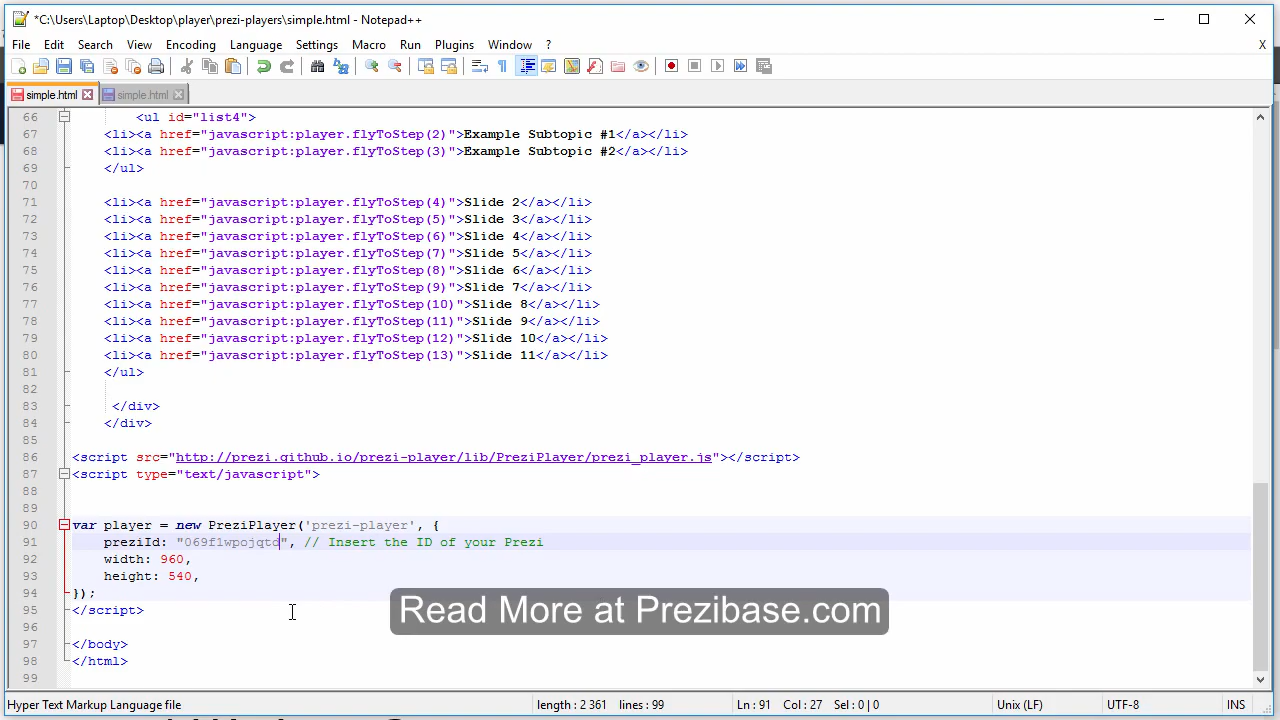 *C:\Users\Laptop\Desktop\player\prezi-players\simple.html - Notepad++
File Edit Search View Encoding Language Settings Macro Run Plugins Window ? X
simple.html simple.html
66 <ul id="list4">
67 <li><a href="javascript:player.flyToStep(2)">Example Subtopic #1</a></li>
68 <li><a href="javascript:player.flyToStep(3)">Example Subtopic #2</a></li>
69 </ul>
70
71 <li><a href="javascript:player.flyToStep(4)">Slide 2</a></li>
72 <li><a href="javascript:player.flyToStep(5)">Slide 3</a></li>
73 <li><a href="javascript:player.flyToStep(6)">Slide 4</a></li>
74 <li><a href="javascript:player.flyToStep(7)">Slide 5</a></li>
75 <li><a href="javascript:player.flyToStep(8)">Slide 6</a></li>
76 <li><a href="javascript:player.flyToStep(9)">Slide 7</a></li>
77 <li><a href="javascript:player.flyToStep(10)">Slide 8</a></li>
78 <li><a href="javascript:player.flyToStep(11)">Slide 9</a></li>
79 <li><a href="javascript:player.flyToStep(12)">Slide 10</a></li>
80 <li><a href="javascript:player.flyToStep(13)">Slide 11</a></li>
81 </ul>
82
83 </div>
84 </div>
85
86 <script src="http://prezi.github.io/prezi-player/lib/PreziPlayer/prezi_player.js"></script>
87 <script type="text/javascript">
88
89
90 var player = new PreziPlayer('prezi-player', {
91 preziId: "069f1wpojqtd", // Insert the ID of your Prezi
92 width: 960,
93 height: 540,
94 });
95 </script>
96
97 </body>
98 </html>
99
Read More at Prezibase.com
Hyper Text Markup Language file length : 2 361 lines : 99 Ln : 91 Col : 27 Sel : 0 | 0 Unix (LF) UTF-8 INS